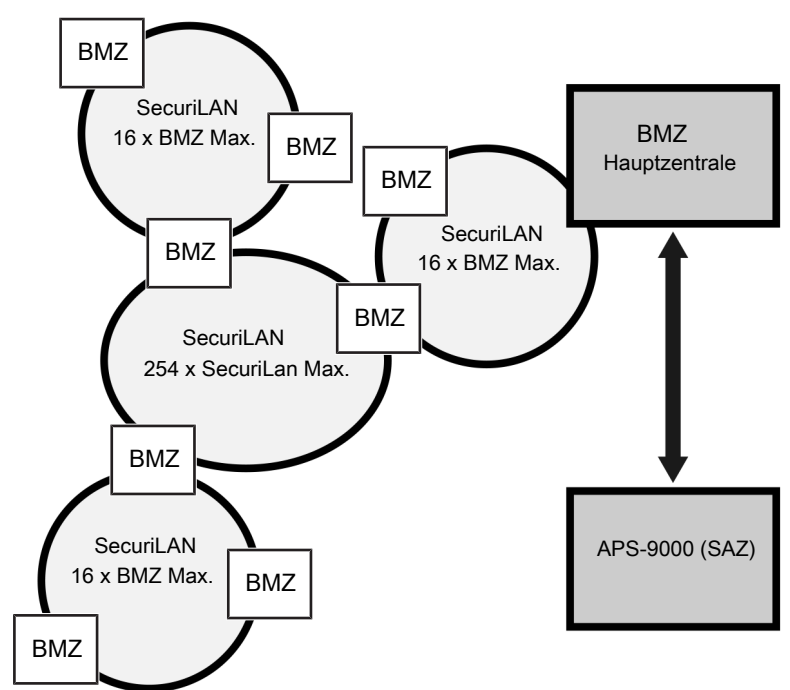 BMZ
SecuriLAN
16 x BMZ Max.
BMZ
BMZ
BMZ
SecuriLAN
16 x BMZ Max.
BMZ
Hauptzentrale
BMZ
SecuriLAN
254 x SecuriLan Max.
BMZ
SecuriLAN
16 x BMZ Max.
BMZ
BMZ
APS-9000 (SAZ)